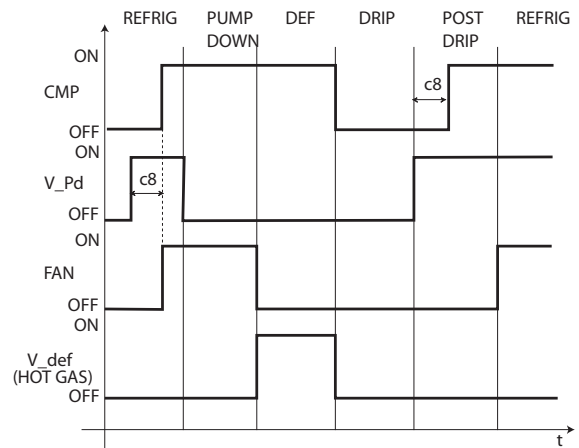 REFRIG PUMP DOWN DEF DRIP POST DRIP REFRIG
ON
CMP
c8
OFF
ON
V_Pd
c8
OFF
ON
FAN
OFF
ON
V_def
(HOT GAS)
OFF
t